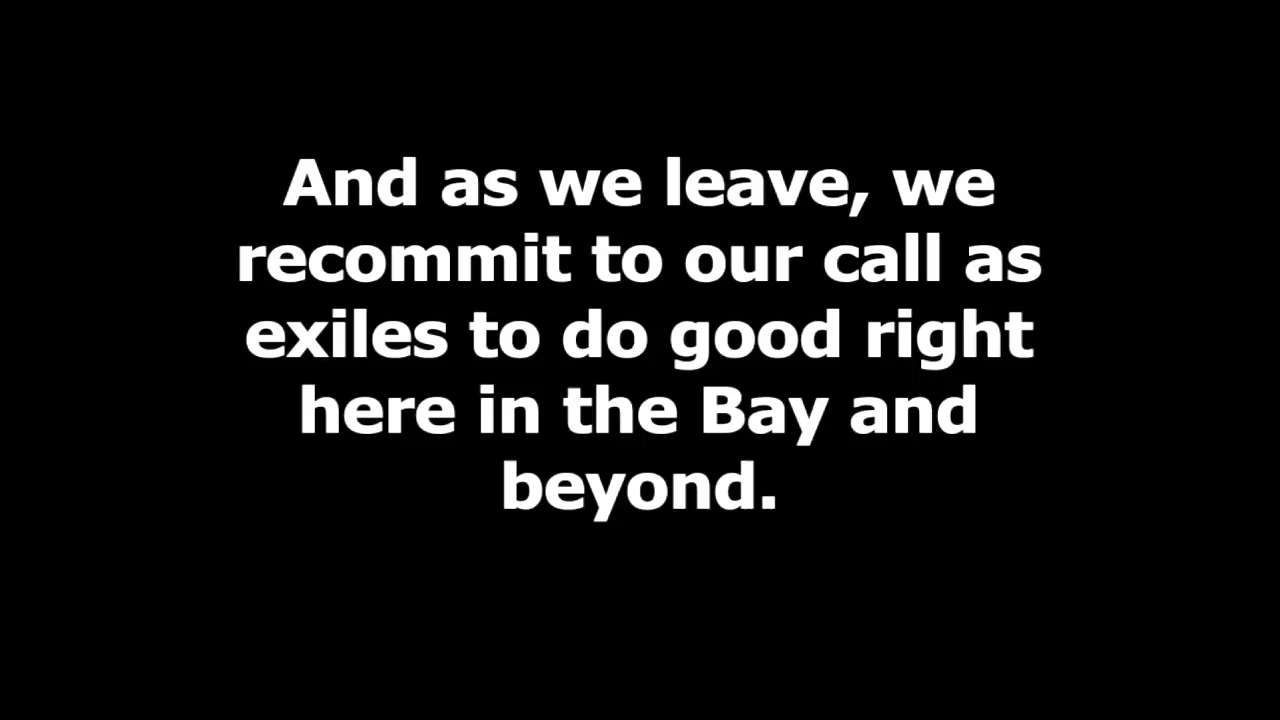 And as we leave, we
recommit to our call as
exiles to do good right
here in the Bay and
beyond.